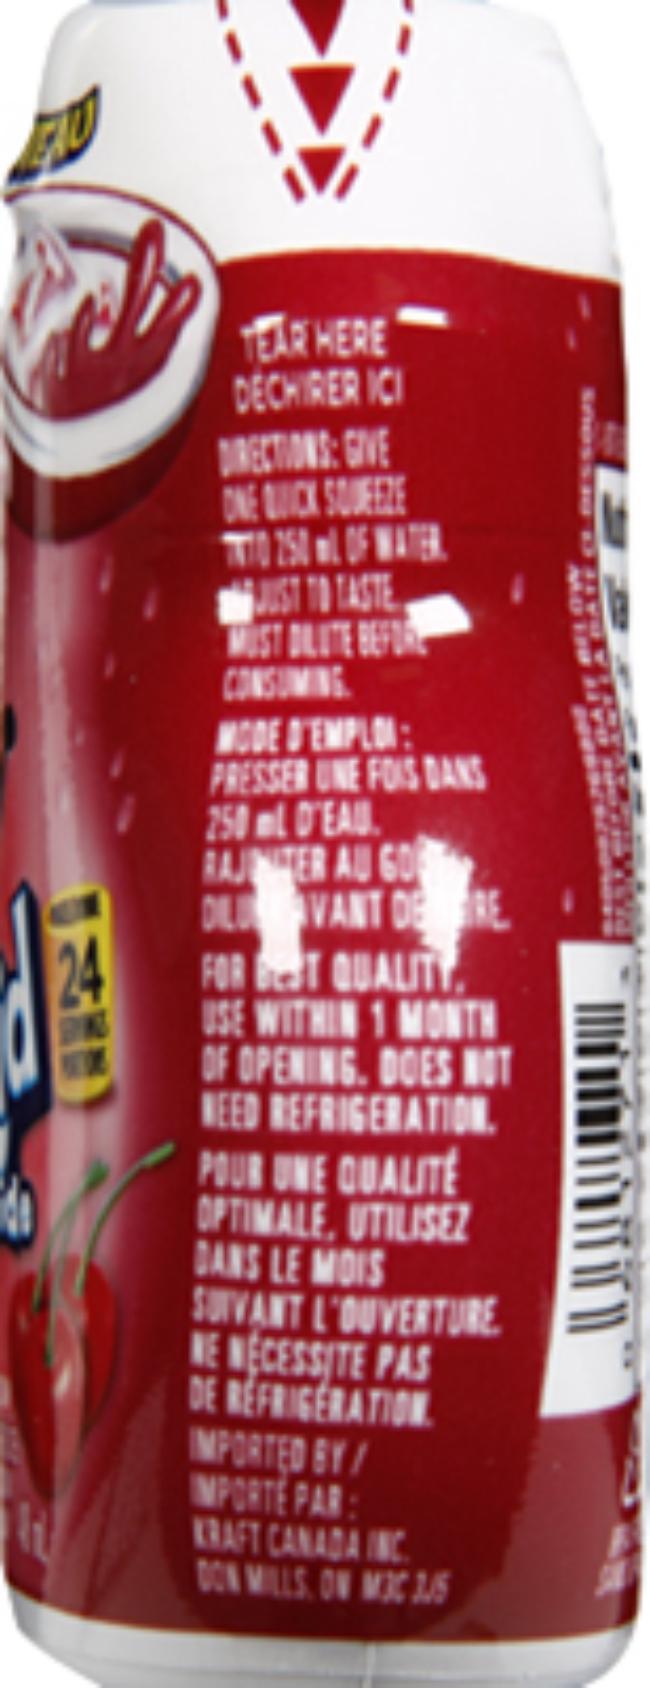 TEAR HERE
DÉCHIRER ICI
DIRECTIONS: GIVE
ONE QUICK SQUEEZE
INTO 250 mL OF WATER.
ADJUST TO TASTE.
MUST DILUTE BEFORE
CONSUMING.
MODE D'EMPLOI :
PRESSER UNE FOIS DANS
250 mL D'EAU.
AU
FOR BEST QUALITY,
USE WITHIN 1 MONTH
OF OPENING. DOES NOT
NEED REFRIGERATION.
POUR UNE QUALITÉ
OPTIMALE, UTILISEZ
DANS LE MOIS
SUIVANT L'OUVERTURE.
NE NÉCESSITE PAS
DE RÉFRIGÉRATION.
IMPORTED BY /
IMPORTÉ PAR :
KRAFT CANADA INC.
DON MILLS, ON M3C 3J5
24
SERVINGS
PORTIONS